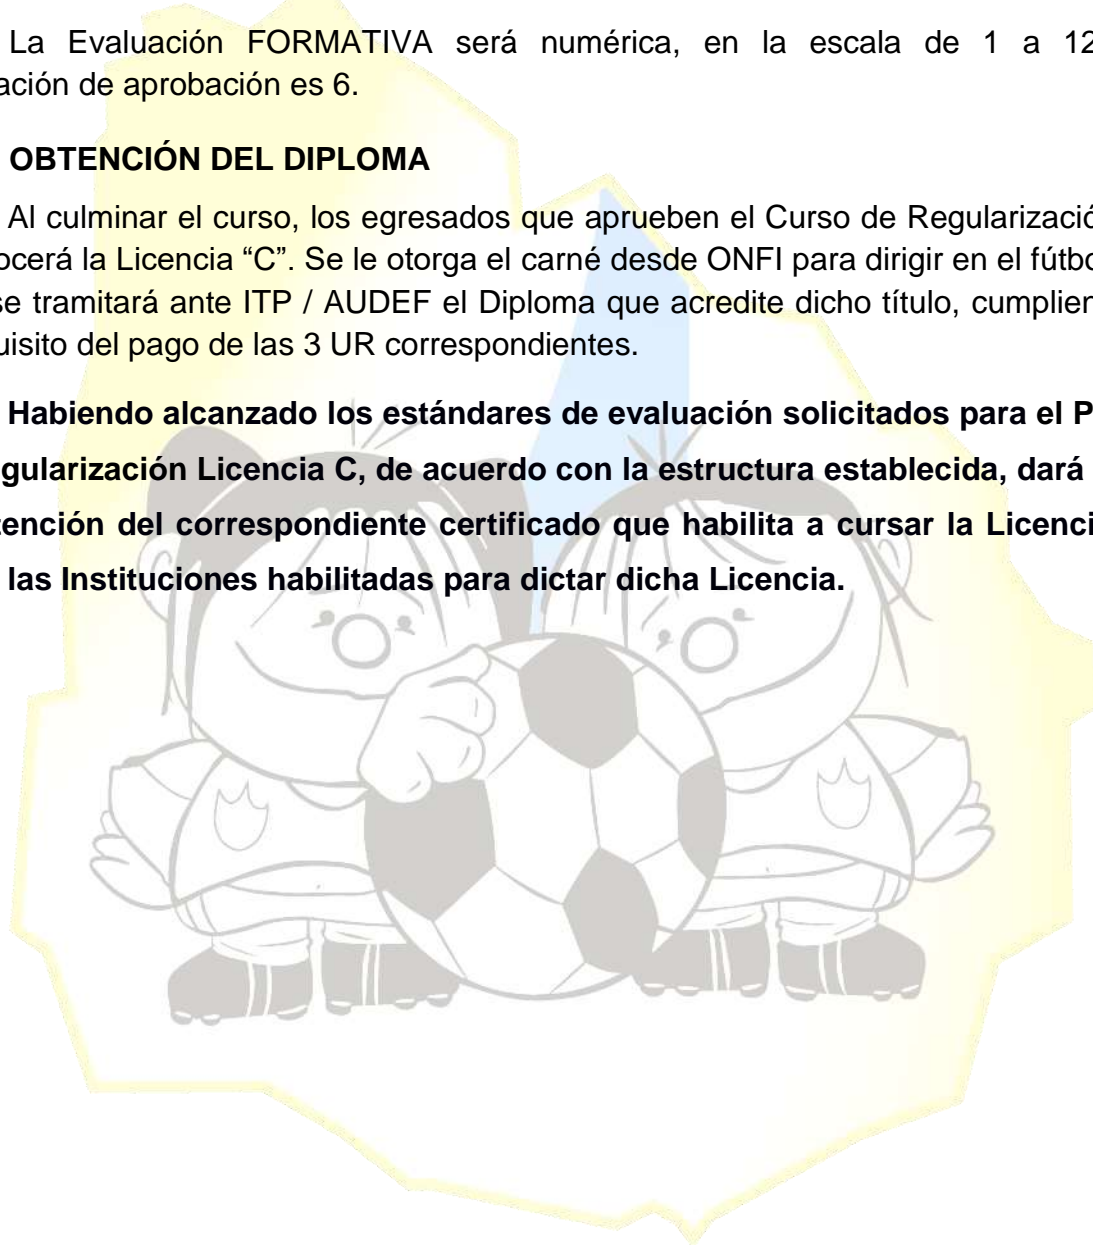 La Evaluación FORMATIVA será numérica, en la escala de 1 a 12
ación de aprobación es 6.
OBTENCIÓN DEL DIPLOMA
Al culminar el curso, los egresados que aprueben el Curso de Regularizació
ocerá la Licencia “C”. Se le otorga el carné desde ONFI para dirigir en el fútbo
se tramitará ante ITP / AUDEF el Diploma que acredite dicho título, cumplien
uisito del pago de las 3 UR correspondientes.
Habiendo alcanzado los estándares de evaluación solicitados para el P
gularización Licencia C, de acuerdo con la estructura establecida, dará
tención del correspondiente certificado que habilita a cursar la Licenci
las Instituciones habilitadas para dictar dicha Licencia.